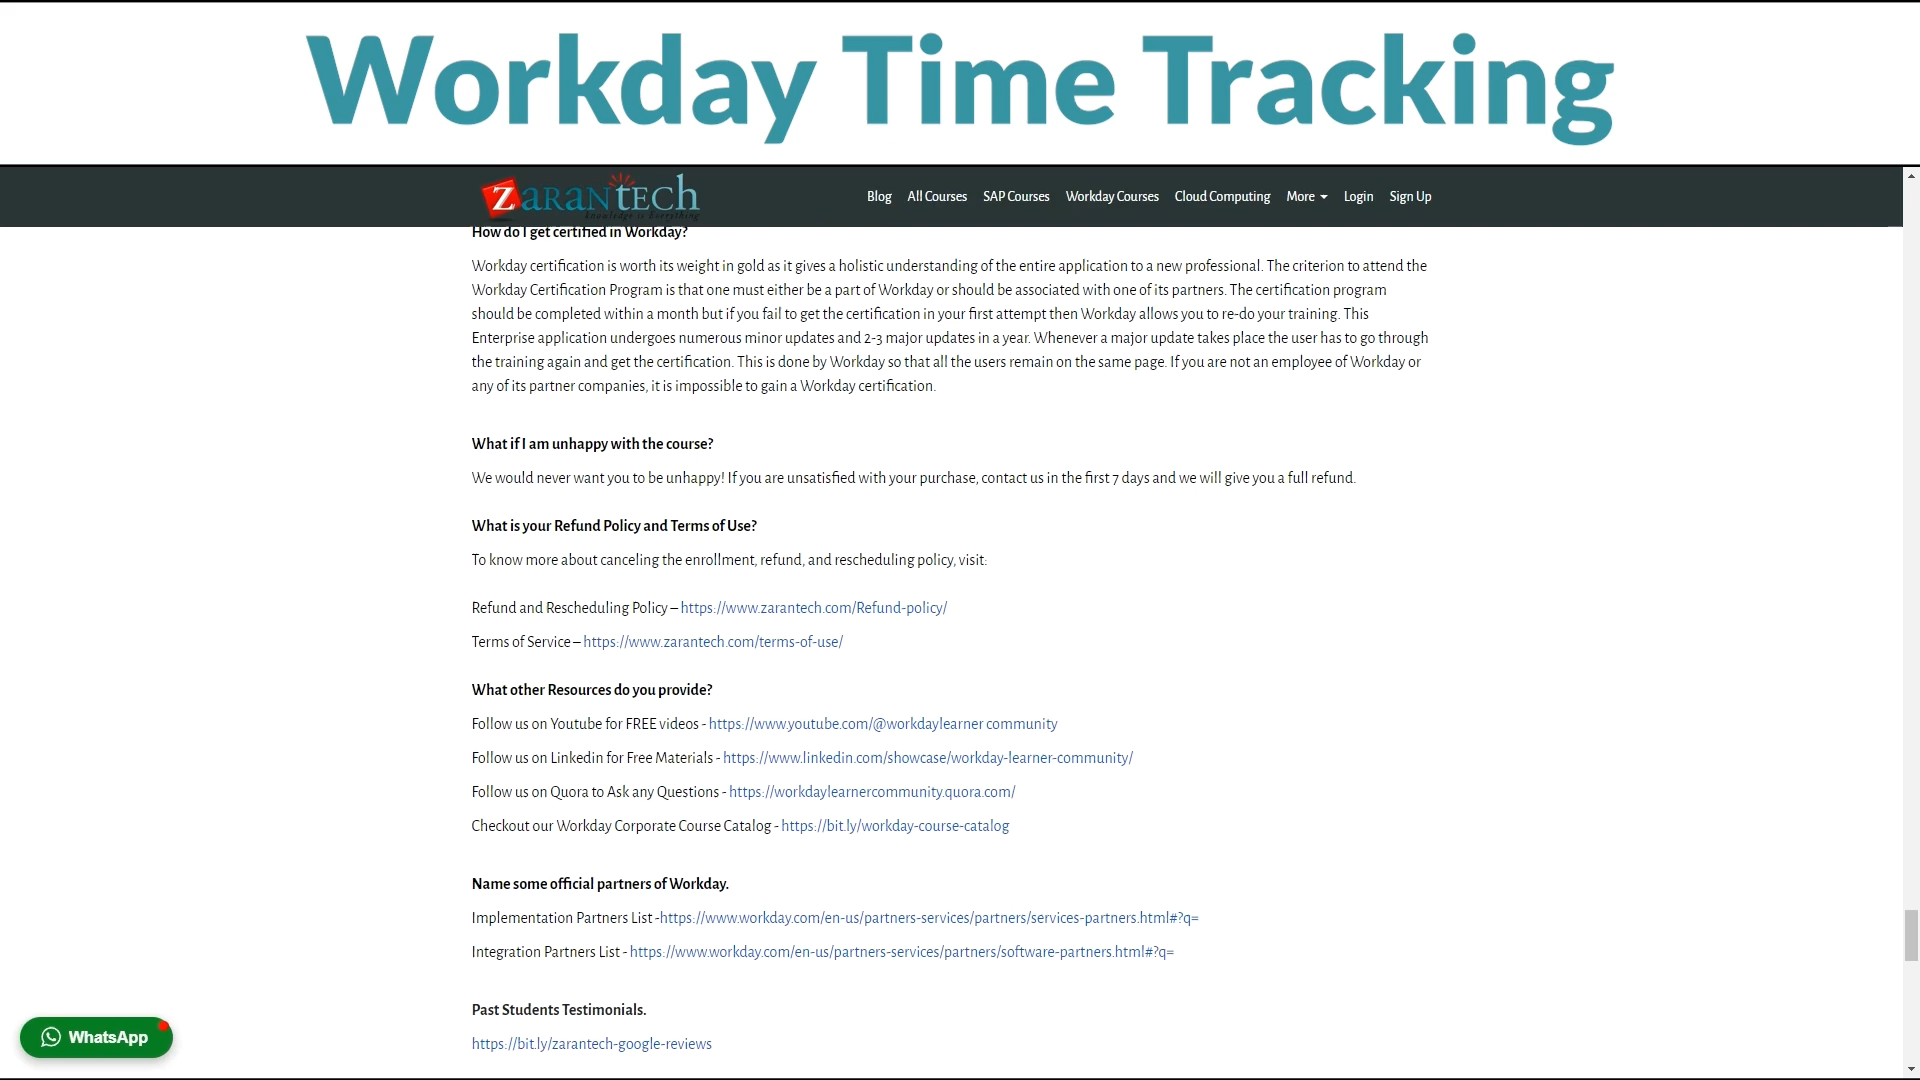 Workday Time Tracking
ZARANTECH
Knowledge is Everything
Blog All Courses SAP Courses Workday Courses Cloud Computing More Login Sign Up
How do I get certified in Workday?
Workday certification is worth its weight in gold as it gives a holistic understanding of the entire application to a new professional. The criterion to attend the
Workday Certification Program is that one must either be a part of Workday or should be associated with one of its partners. The certification program
should be completed within a month but if you fail to get the certification in your first attempt then Workday allows you to re-do your training. This
Enterprise application undergoes numerous minor updates and 2-3 major updates in a year. Whenever a major update takes place the user has to go through
the training again and get the certification. This is done by Workday so that all the users remain on the same page. If you are not an employee of Workday or
any of its partner companies, it is impossible to gain a Workday certification.
What if I am unhappy with the course?
We would never want you to be unhappy! If you are unsatisfied with your purchase, contact us in the first 7 days and we will give you a full refund.
What is your Refund Policy and Terms of Use?
To know more about canceling the enrollment, refund, and rescheduling policy, visit:
Refund and Rescheduling Policy – https://www.zarantech.com/Refund-policy/
Terms of Service – https://www.zarantech.com/terms-of-use/
What other Resources do you provide?
Follow us on Youtube for FREE videos - https://www.youtube.com/@workdaylearner community
Follow us on Linkedin for Free Materials - https://www.linkedin.com/showcase/workday-learner-community/
Follow us on Quora to Ask any Questions - https://workdaylearnercommunity.quora.com/
Checkout our Workday Corporate Course Catalog - https://bit.ly/workday-course-catalog
Name some official partners of Workday.
Implementation Partners List -https://www.workday.com/en-us/partners-services/partners/services-partners.html#?q=
Integration Partners List - https://www.workday.com/en-us/partners-services/partners/software-partners.html#?q=
Past Students Testimonials.
WhatsApp
https://bit.ly/zarantech-google-reviews